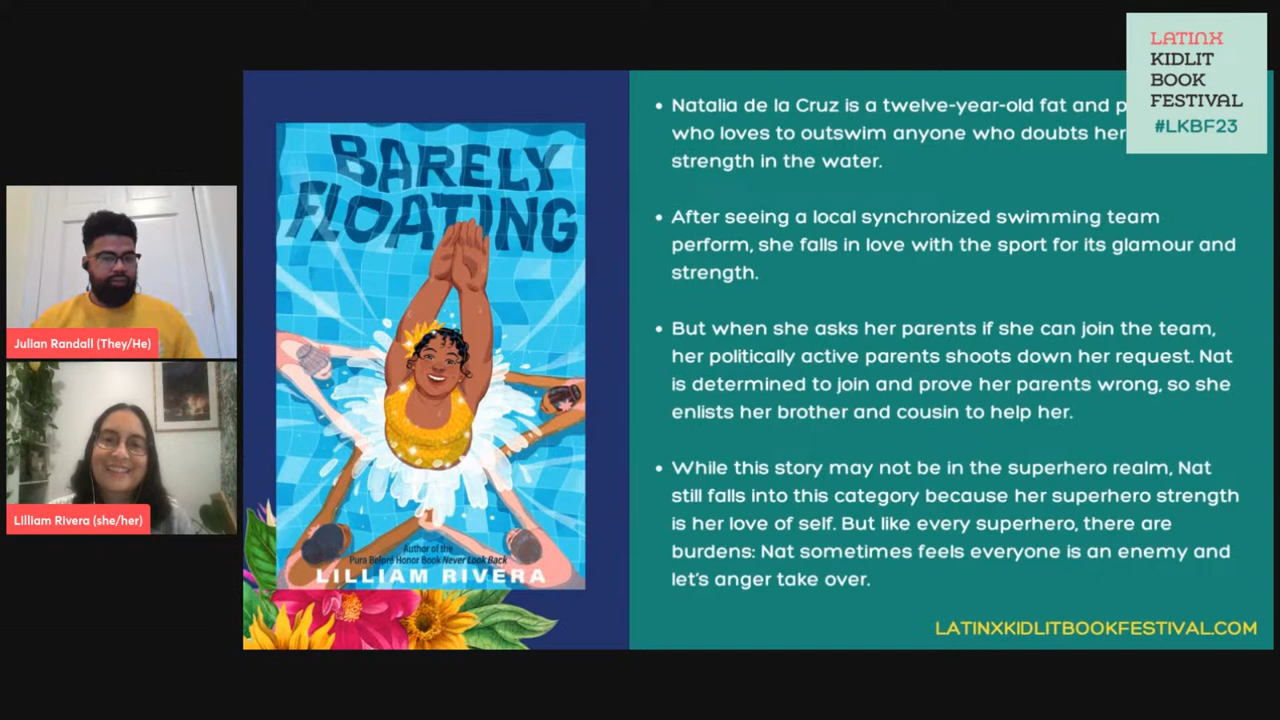 LATINX
KIDLIT
BOOK
FESTIVAL
#LKBF23
Julian Randall (They/He)
Lilliam Rivera (she/her)
BARELY
FLOATING
Author of the
Pura Belpré Honor Book Never Look Back
LILLIAM RIVERA
• Natalia de la Cruz is a twelve-year-old fat and
who loves to outswim anyone who doubts her
strength in the water.
• After seeing a local synchronized swimming team
perform, she falls in love with the sport for its glamour and
strength.
• But when she asks her parents if she can join the team,
her politically active parents shoots down her request. Nat
is determined to join and prove her parents wrong, so she
enlists her brother and cousin to help her.
• While this story may not be in the superhero realm, Nat
still falls into this category because her superhero strength
is her love of self. But like every superhero, there are
burdens: Nat sometimes feels everyone is an enemy and
let's anger take over.
LATINXKIDLITBOOKFESTIVAL.COM